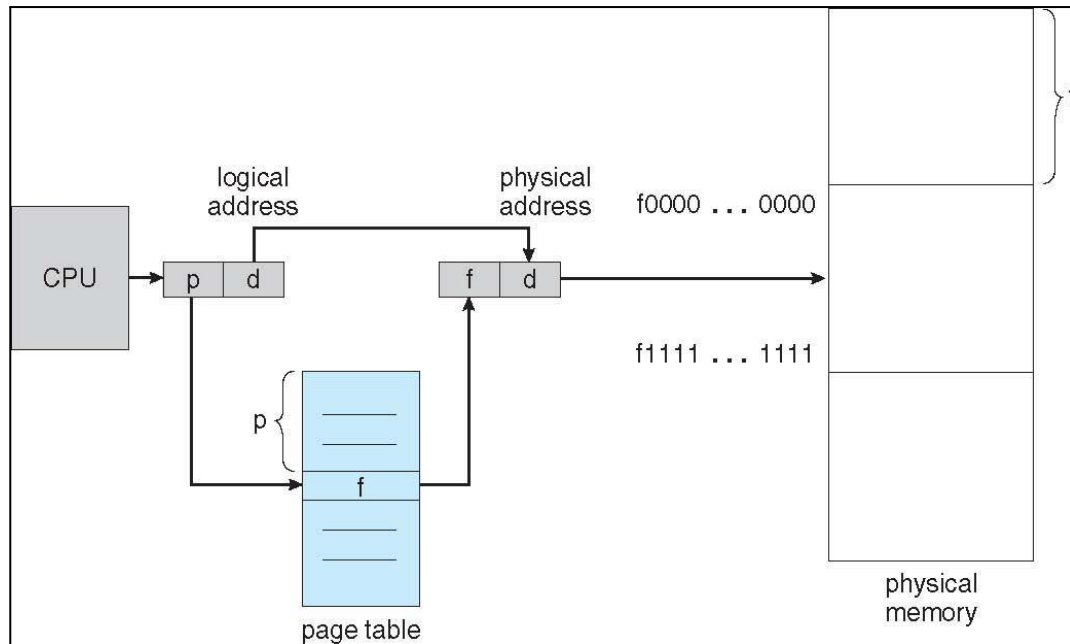 logical
address
physical
address
f0000 ... 0000
CPU
p
d
f
d
f1111 ... 1111
p
f
physical
memory
page table